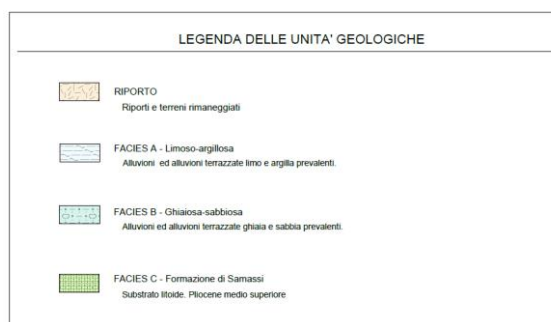 LEGENDA DELLE UNITA' GEOLOGICHE
RIPORTO
Riporti e terreni rimaneggiati
FACIES A - Limoso-argillosa
Alluvioni ed alluvioni terrazzate limo e argilla prevalenti.
FACIES B - Ghiaiosa-sabbiosa
Alluvioni ed alluvioni terrazzate ghiaia e sabbia prevalenti.
FACIES C - Formazione di Samassi
Substrato litoide. Pliocene medio superiore